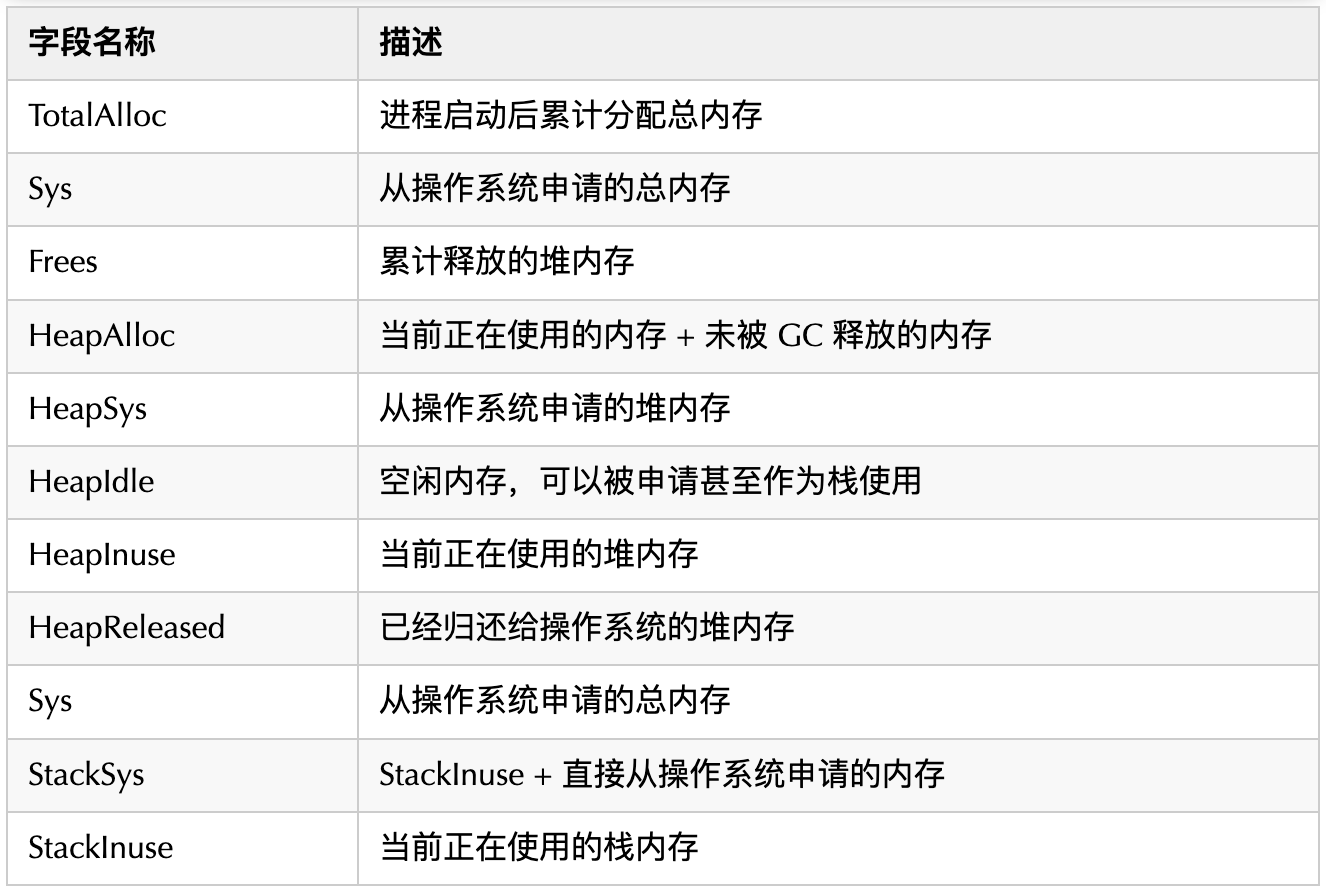 字段名称 描述
TotalAlloc 进程启动后累计分配总内存
Sys 从操作系统申请的总内存
Frees 累计释放的堆内存
HeapAlloc 当前正在使用的内存 + 未被 GC 释放的内存
HeapSys 从操作系统申请的堆内存
HeapIdle 空闲内存，可以被申请甚至作为栈使用
HeapInuse 当前正在使用的堆内存
HeapReleased 已经归还给操作系统的堆内存
Sys 从操作系统申请的总内存
StackSys StackInuse + 直接从操作系统申请的内存
StackInuse 当前正在使用的栈内存